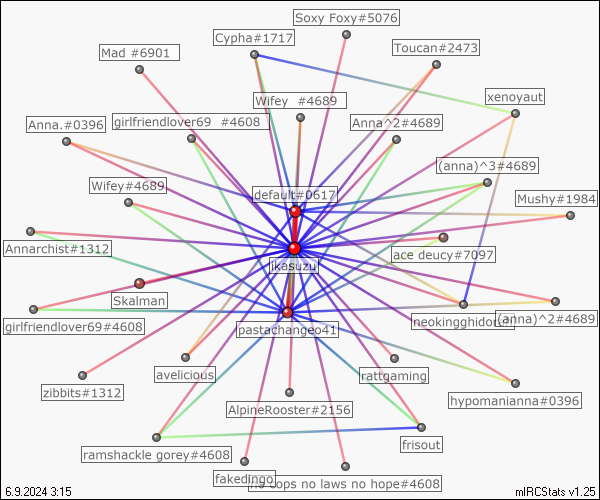 Soxy Foxy#5076
Cypha#1717
Mad #6901
Toucan#2473
xenoyaut
Wifey #4689
Anna.#0396
girlfriendlover69 #4608
Anna^2#4689
(anna)^3#4689
Wifey#4689
default#0617
Mushy#1984
Annarchist#1312
ace deucy#7097
ikasuzu
Skalman
girlfriendlover69#4608
pastachangeo41
neokingghidorah
(anna)^2#4689
avelicious
rattgaming
zibbits#1312
hypomanianna#0396
AlpineRooster#2156
ramshackle gorey#4608
frisout
fakedingo
cops no laws no hope#4608
6.9.2024 3:15
mIRCStats v1.25